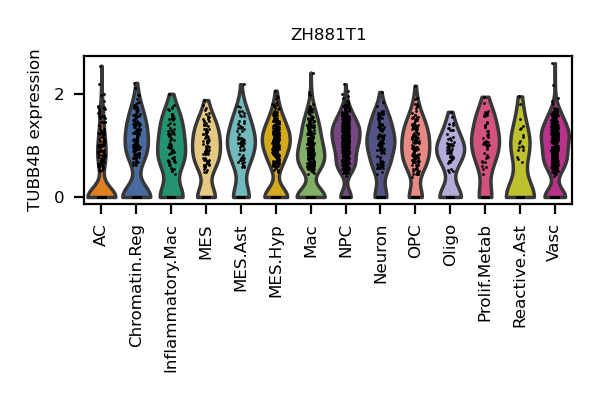 ZH881T1
TUBB4B expression
2
0
AC
Chromatin.Reg
Inflammatory.Mac
MES
MES.Ast
MES.Hyp
Mac
NPC
Neuron
OPC
Oligo
Prolif.Metab
Reactive.Ast
Vasc